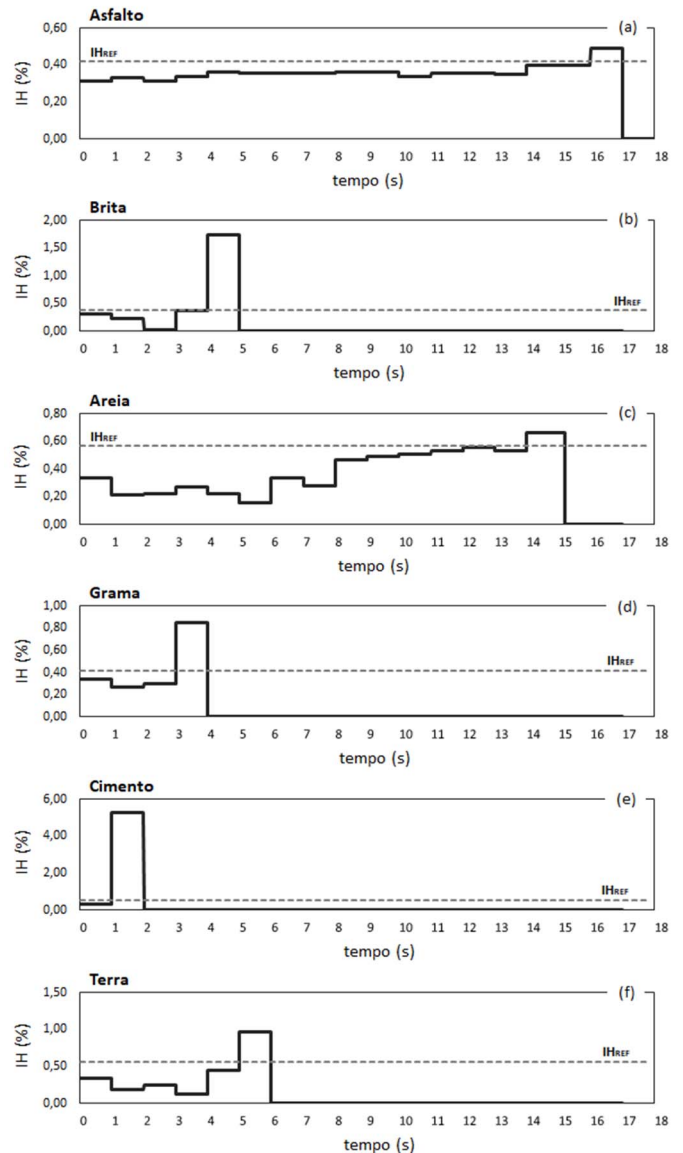 Asfalto
(a)
IH (%)
0,60
0,40
0,20
0,00
IHREF
0 1 2 3 4 5 6 7 8 9 10 11 12 13 14 15 16 17 18
tempo (s)
Brita
(b)
IH (%)
2,00
1,50
1,00
0,50
0,00
IHREF
0 1 2 3 4 5 6 7 8 9 10 11 12 13 14 15 16 17 18
tempo (s)
Areia
(c)
IH (%)
0,80
0,60
0,40
0,20
0,00
IHREF
0 1 2 3 4 5 6 7 8 9 10 11 12 13 14 15 16 17 18
tempo (s)
Grama
(d)
IH (%)
1,00
0,80
0,60
0,40
0,20
0,00
IHREF
0 1 2 3 4 5 6 7 8 9 10 11 12 13 14 15 16 17 18
tempo (s)
Cimento
(e)
IH (%)
6,00
4,00
2,00
0,00
IHREF
0 1 2 3 4 5 6 7 8 9 10 11 12 13 14 15 16 17 18
tempo (s)
Terra
(f)
IH (%)
1,50
1,00
0,50
0,00
IHREF
0 1 2 3 4 5 6 7 8 9 10 11 12 13 14 15 16 17 18
tempo (s)